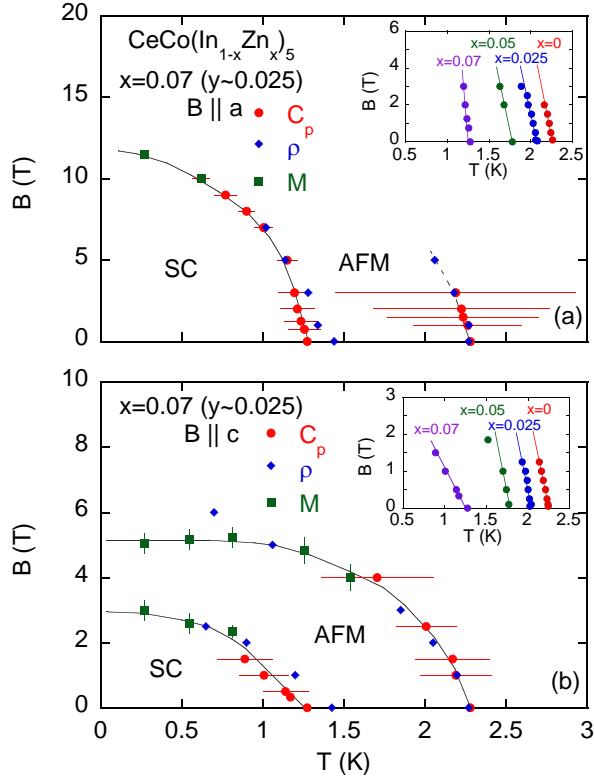 CeCo(In1-xZnx)5
x=0.07 (y~0.025)
B || a
Cp
ρ
M
SC
AFM
(a)
B (T)
20
15
10
5
0
x=0.07
x=0.05
x=0.025
x=0
B (T)
6
4
2
0
0.5 1 1.5 2 2.5
T (K)
x=0.07 (y~0.025)
B || c
Cp
ρ
M
SC
AFM
(b)
B (T)
10
8
6
4
2
0
x=0.07
x=0.05
x=0.025
x=0
B (T)
3
2
1
0
0.5 1 1.5 2 2.5
T (K)
0 0.5 1 1.5 2 2.5 3
T (K)